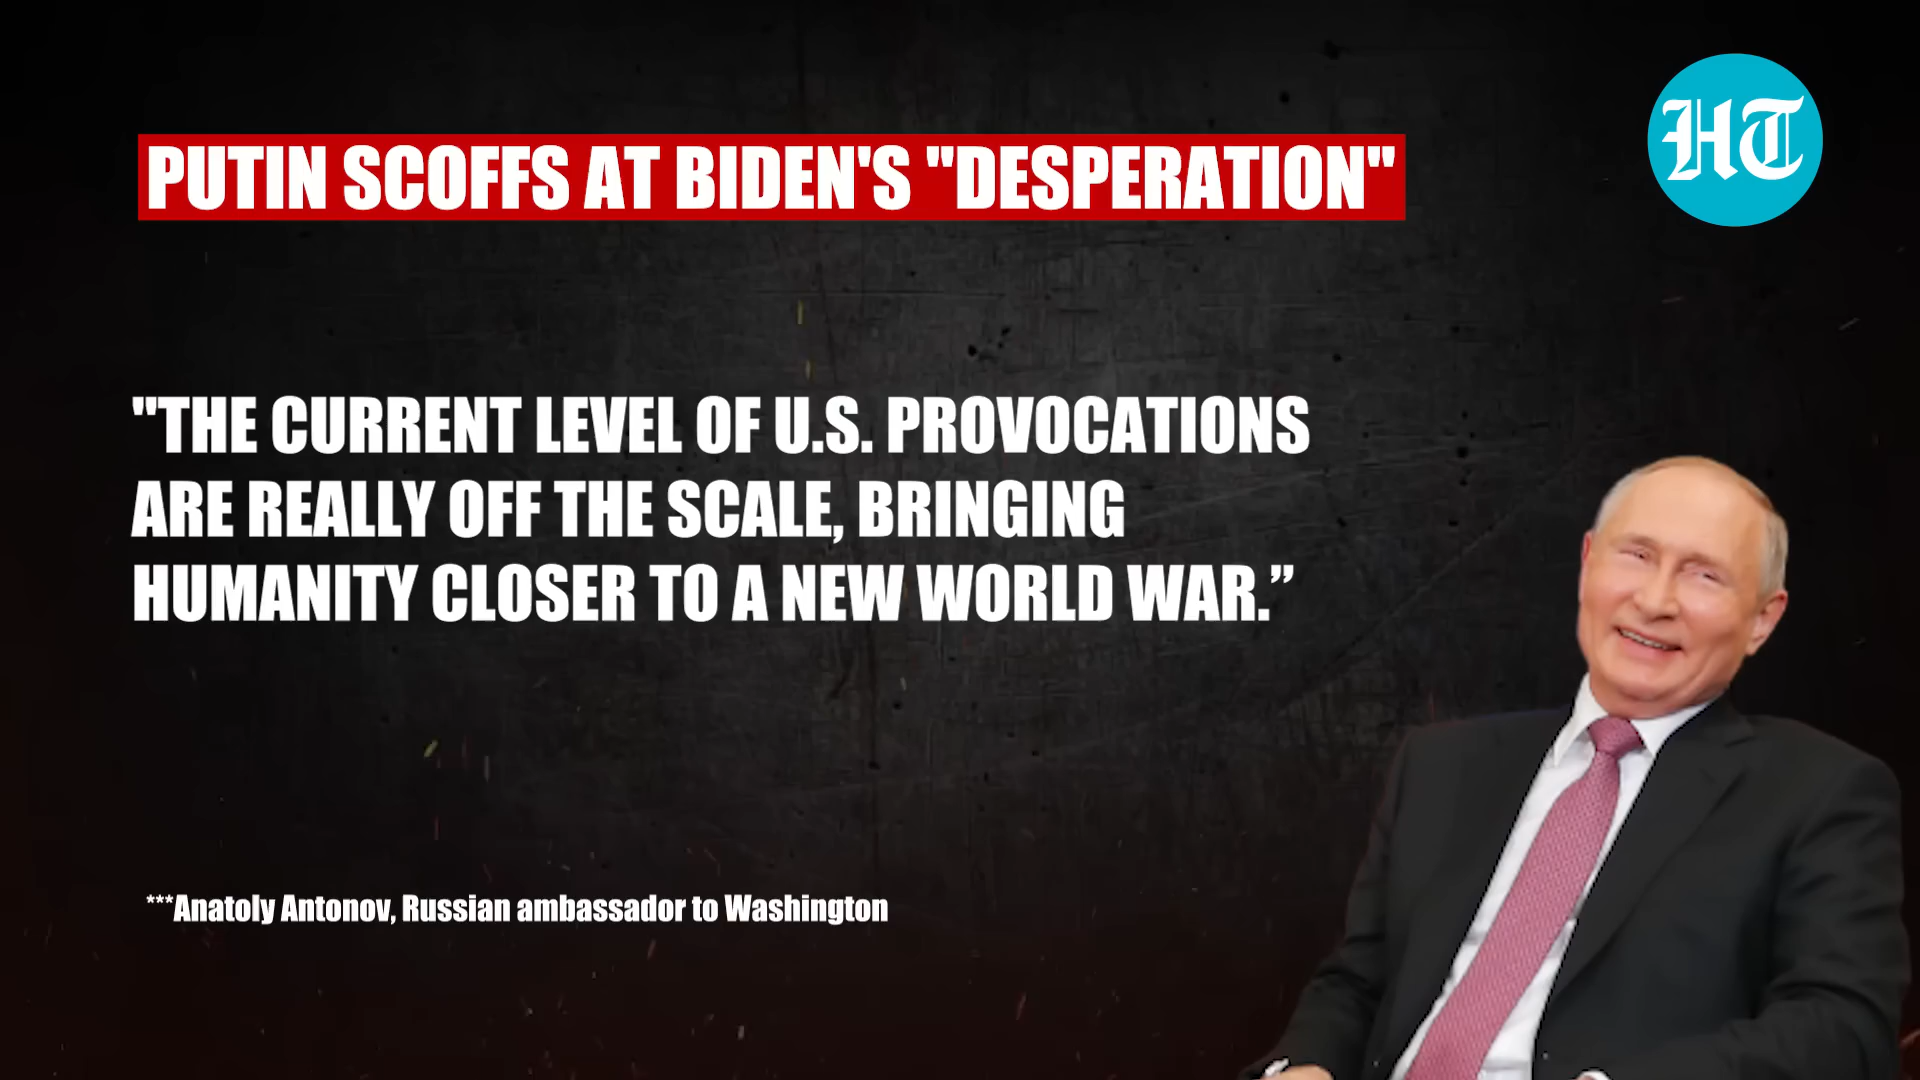 HT
PUTIN SCOFFS AT BIDEN'S "DESPERATION"
"THE CURRENT LEVEL OF U.S. PROVOCATIONS
ARE REALLY OFF THE SCALE, BRINGING
HUMANITY CLOSER TO A NEW WORLD WAR.”
***Anatoly Antonov, Russian ambassador to Washington